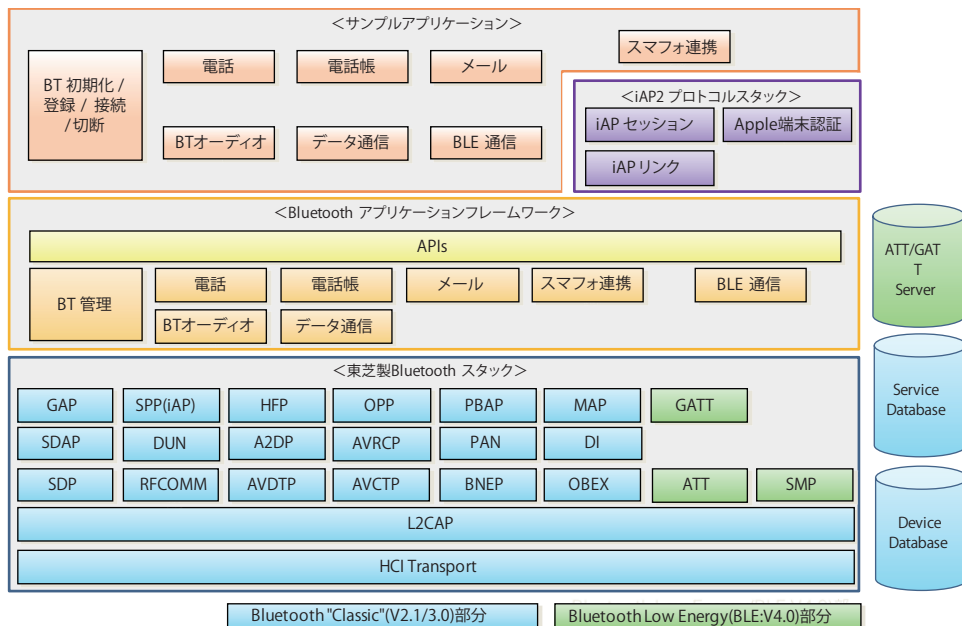 ＜サンプルアプリケーション＞
BT 初期化 /
登録 / 接続
/切断
電話
電話帳
メール
スマフォ連携
BTオーディオ
データ通信
BLE 通信
＜iAP2 プロトコルスタック＞
iAP セッション
Apple端末認証
iAP リンク
＜Bluetooth アプリケーションフレームワーク＞
APIs
BT 管理
電話
電話帳
メール
スマフォ連携
BLE 通信
BTオーディオ
データ通信
ATT/GAT
T
Server
Service
Database
Device
Database
＜東芝製Bluetooth スタック＞
GAP
SPP(iAP)
HFP
OPP
PBAP
MAP
GATT
SDAP
DUN
A2DP
AVRCP
PAN
DI
SDP
RFCOMM
AVDTP
AVCTP
BNEP
OBEX
ATT
SMP
L2CAP
HCI Transport
Bluetooth "Classic"(V2.1/3.0)部分
Bluetooth Low Energy(BLE:V4.0)部分